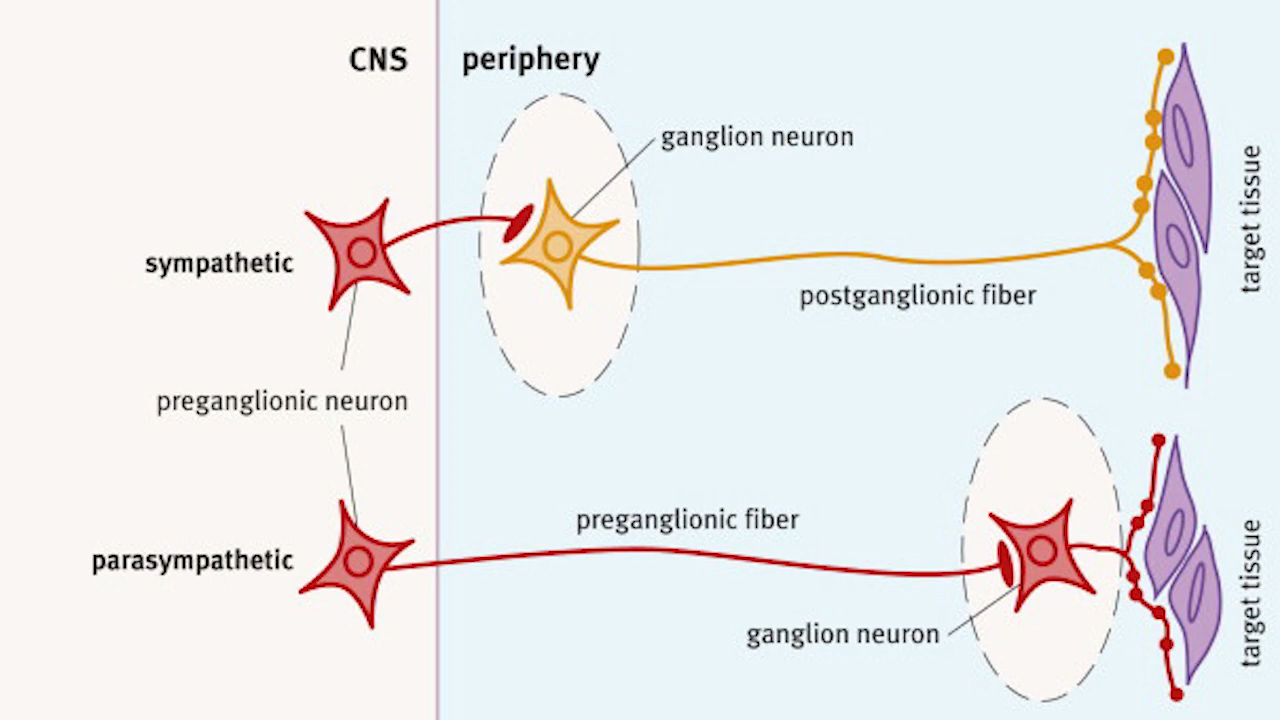 CNS
periphery
ganglion neuron
sympathetic
target tissue
postganglionic fiber
preganglionic neuron
preganglionic fiber
parasympathetic
target tissue
ganglion neuron